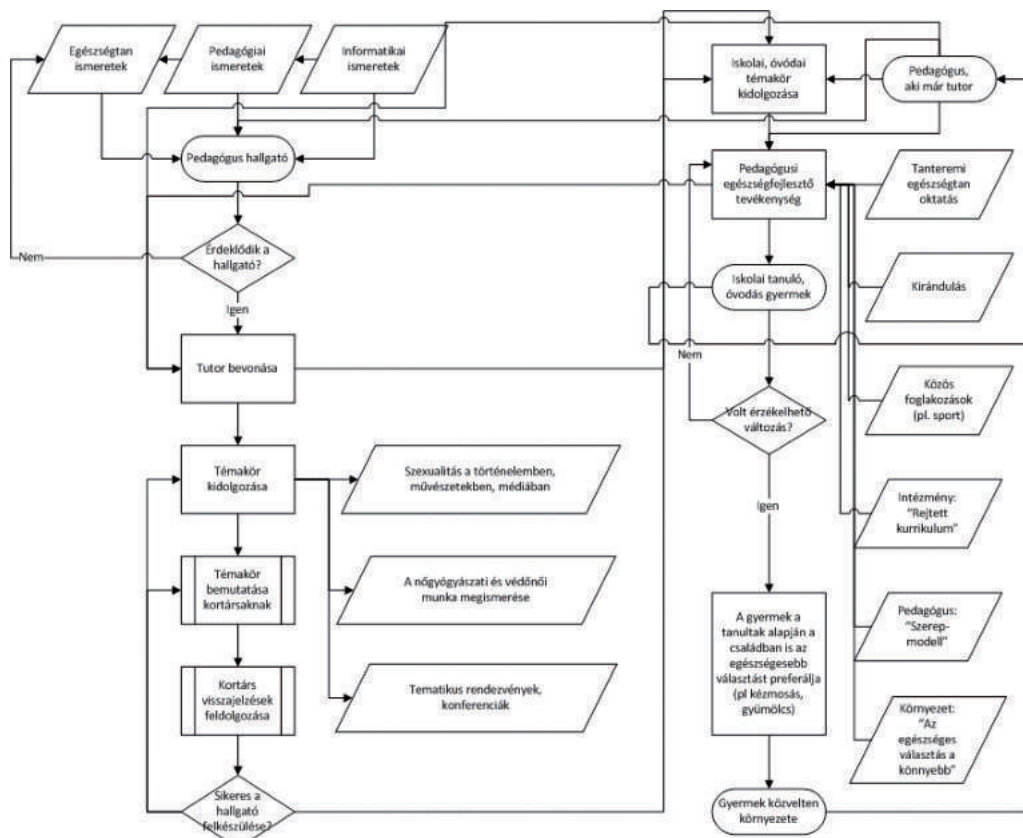 Egészségtan
ismeretek
Pedagógiai
ismeretek
Informatikai
ismeretek
Pedagógus hallgató
Érdeklődik a
hallgató?
Nem
Igen
Tutor bevonása
Témakör
kidolgozása
Szexualitás a történelemben,
művészetekben, médiában
Témakör
bemutatása
kortársaknak
A nőgyógyászati és védőnői
munka megismerése
Kortárs
visszajelzések
feldolgozása
Tematikus rendezvények,
konferenciák
Sikeres a
hallgató
felkészülése?
Iskolai, óvódai
témakör
kidolgozása
Pedagógus,
aki már tutor
Pedagógusi
egészségfejlesztő
tevékenység
Tanteremi
egészségtan
oktatás
Iskolai tanuló,
óvodás gyermek
Kirándulás
Nem
Volt érzékelhető
változás?
Közös
foglakozások
(pl. sport)
Igen
Intézmény:
"Rejtett
kurrikulum"
A gyermek a
tanultak alapján a
családban is az
egészségesebb
választást preferálja
(pl kézmosás,
gyümölcs)
Pedagógus:
"Szerep-
modell"
Környezet:
"Az
egészséges
választás a
könnyebb"
Gyermek közvelten
környezete